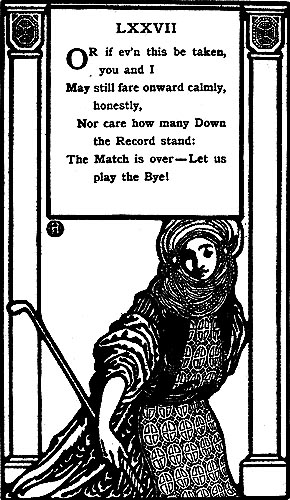 LXXVII
OR if ev'n this be taken,
you and I
May still fare onward calmly,
honestly,
Nor care how many Down
the Record stand:
The Match is over—Let us
play the Bye!